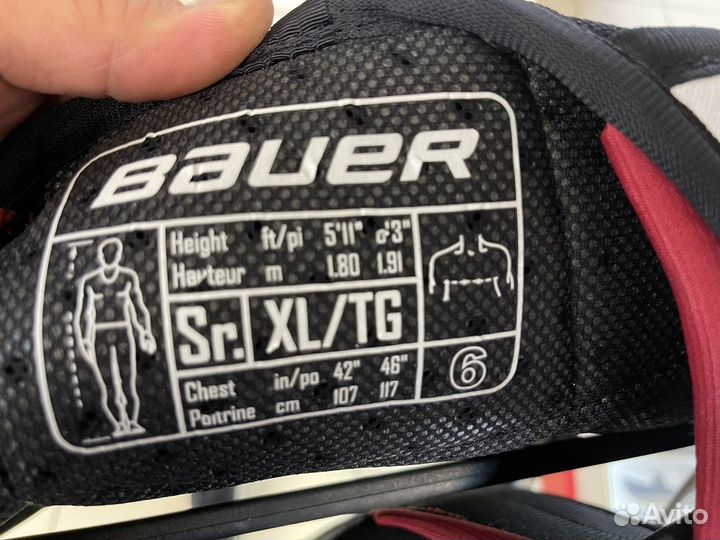 BAUER
Height ft/pi 5'11" 6'3"
Hauteur m 1.80 1.91
Sr. XL/TG
Chest in/po 42" 46"
Poitrine cm 107 117
6
Avito